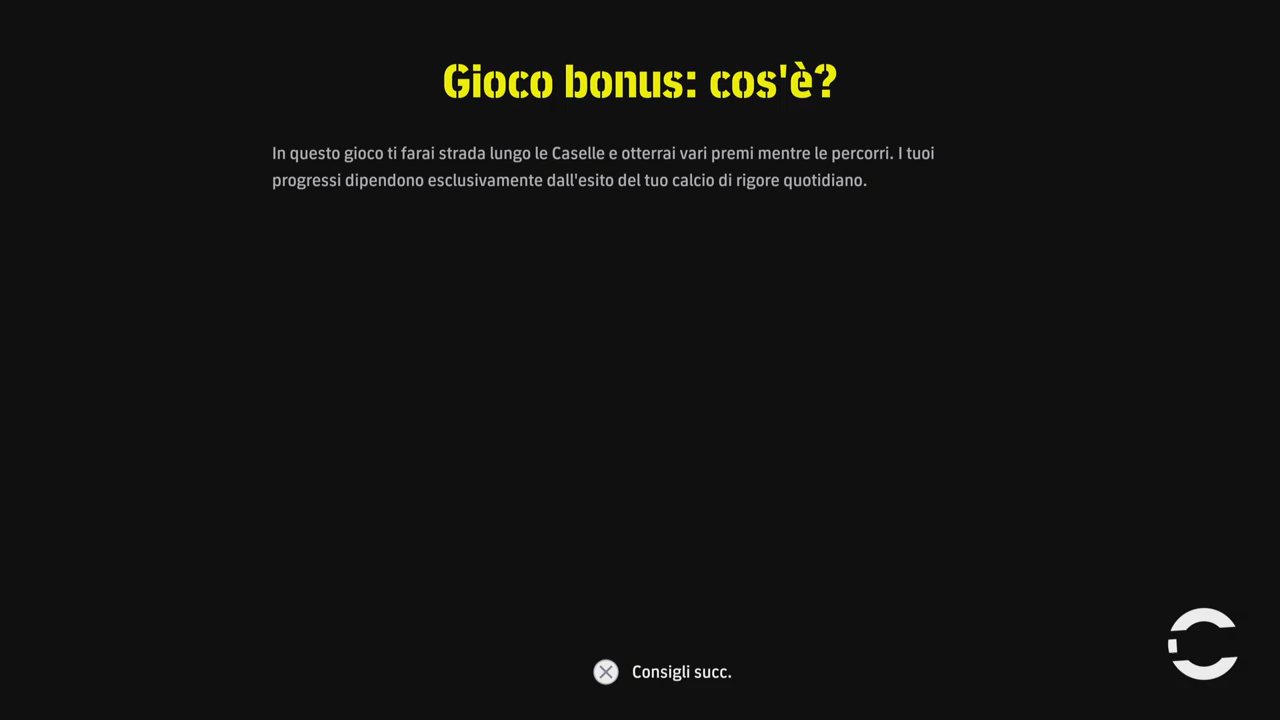 Gioco bonus: cos'è?
In questo gioco ti farai strada lungo le Caselle e otterrai vari premi mentre le percorri. I tuoi
progressi dipendono esclusivamente dall'esito del tuo calcio di rigore quotidiano.
Consigli succ.